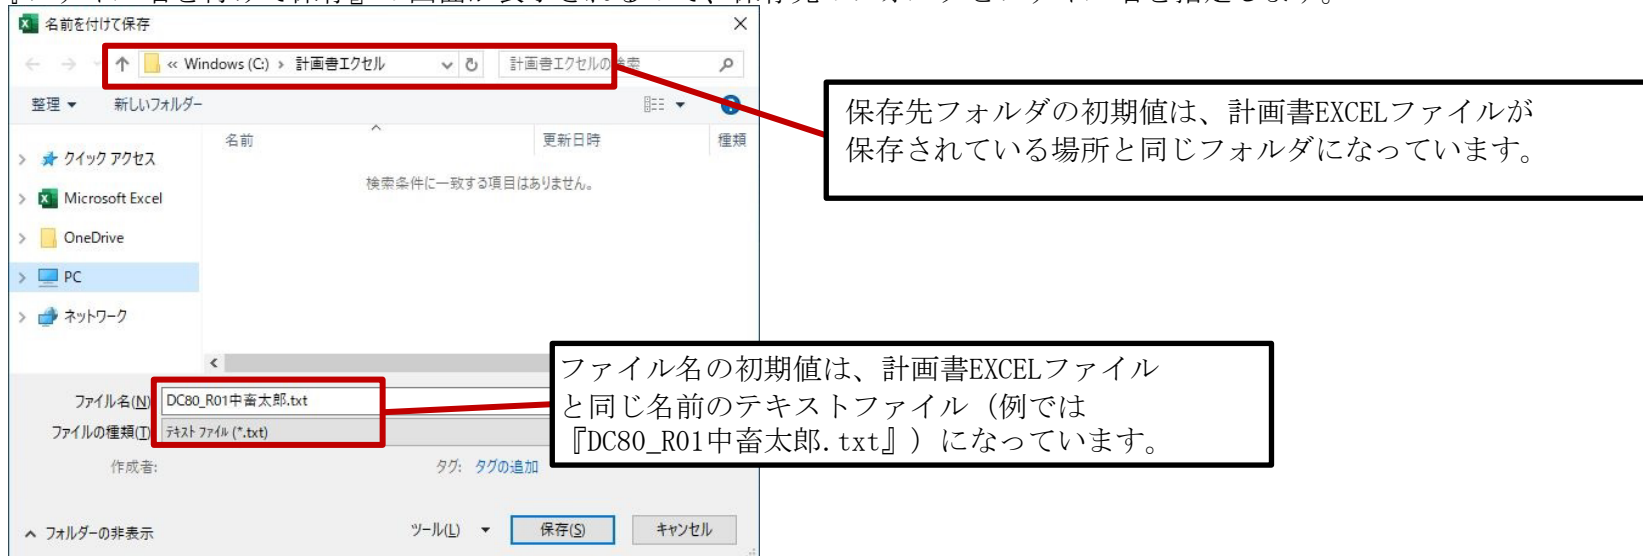 名前を付けて保存
« Windows (C:) › 計画書エクセル
計画書エクセルの検索
整理 ▼ 新しいフォルダー
名前 更新日時 種類
検索条件に一致する項目はありません。
クイック アクセス
Microsoft Excel
OneDrive
PC
ネットワーク
保存先フォルダの初期値は、計画書EXCELファイルが
保存されている場所と同じフォルダになっています。
ファイル名(N) DC80_R01中畜太郎.txt
ファイルの種類(T) テキスト ファイル (*.txt)
作成者: タグ: タグの追加
ファイル名の初期値は、計画書EXCELファイル
と同じ名前のテキストファイル（例では
『DC80_R01中畜太郎.txt』）になっています。
フォルダーの非表示 ツール(L) ▼ 保存(S) キャンセル